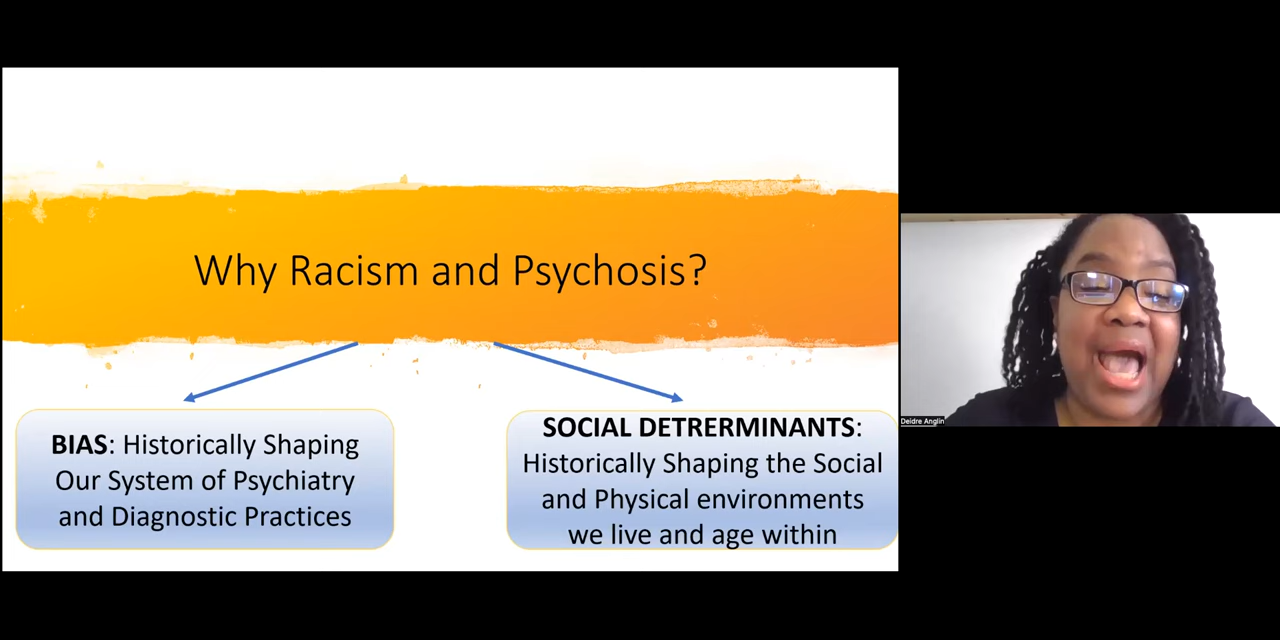 Why Racism and Psychosis?
BIAS: Historically Shaping
Our System of Psychiatry
and Diagnostic Practices
SOCIAL DETRERMINANTS:
Historically Shaping the Social
and Physical environments
we live and age within
Deidre Anglin